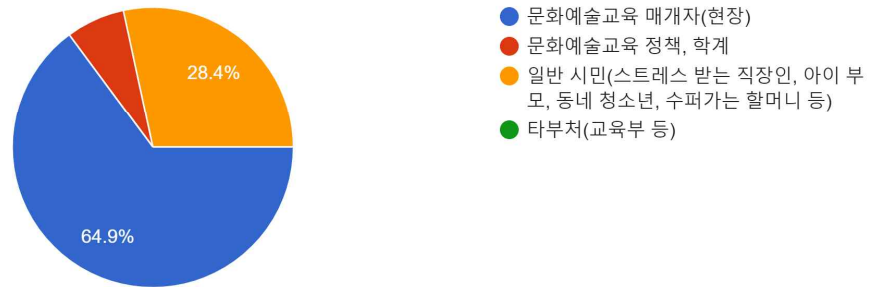 28.4%
64.9%
문화예술교육 매개자(현장)
문화예술교육 정책, 학계
일반 시민(스트레스 받는 직장인, 아이 부
모, 동네 청소년, 수퍼가는 할머니 등)
타부처(교육부 등)